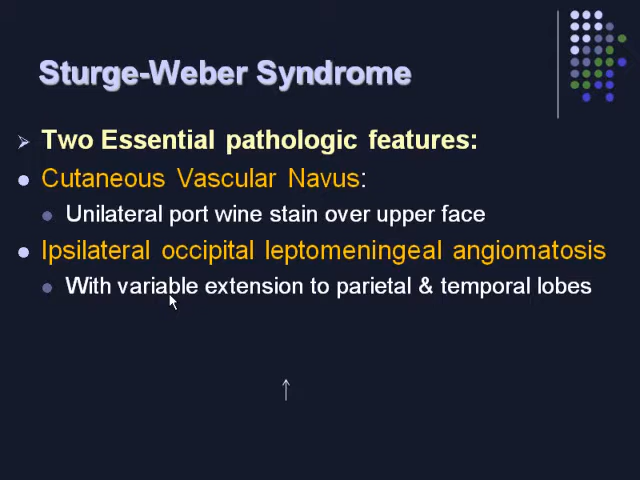 Sturge-Weber Syndrome
Two Essential pathologic features:
Cutaneous Vascular Navus:
Unilateral port wine stain over upper face
Ipsilateral occipital leptomeningeal angiomatosis
With variable extension to parietal & temporal lobes